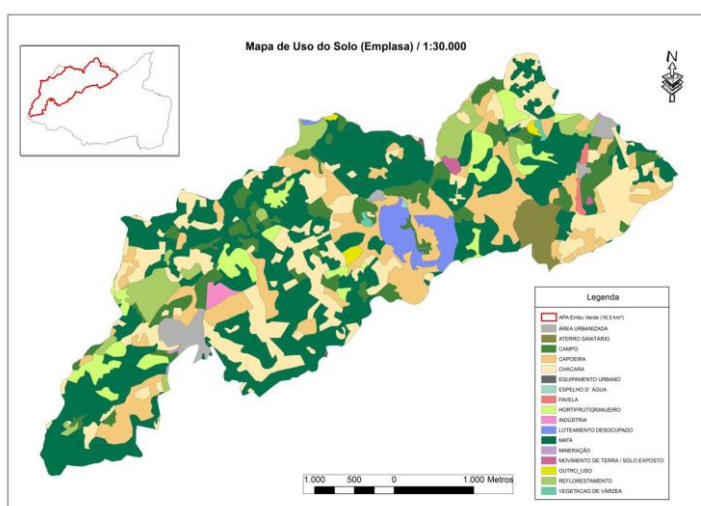 Mapa de Uso do Solo (Emplasa) / 1:30.000
N
Legenda
APA Embu Verde (16,5 km²)
ÁREA URBANIZADA
ATERRO SANITÁRIO
CAMPO
CAPOEIRA
CHÁCARA
EQUIPAMENTO URBANO
ESPELHO D´ ÁGUA
FAVELA
HORTIFRUTIGRANJEIRO
INDÚSTRIA
LOTEAMENTO DESOCUPADO
MATA
MINERAÇÃO
MOVIMENTO DE TERRA / SOLO EXPOSTO
OUTRO_USO
REFLORESTAMENTO
VEGETACAO DE VÁRZEA
1.000 500 0 1.000 Metros